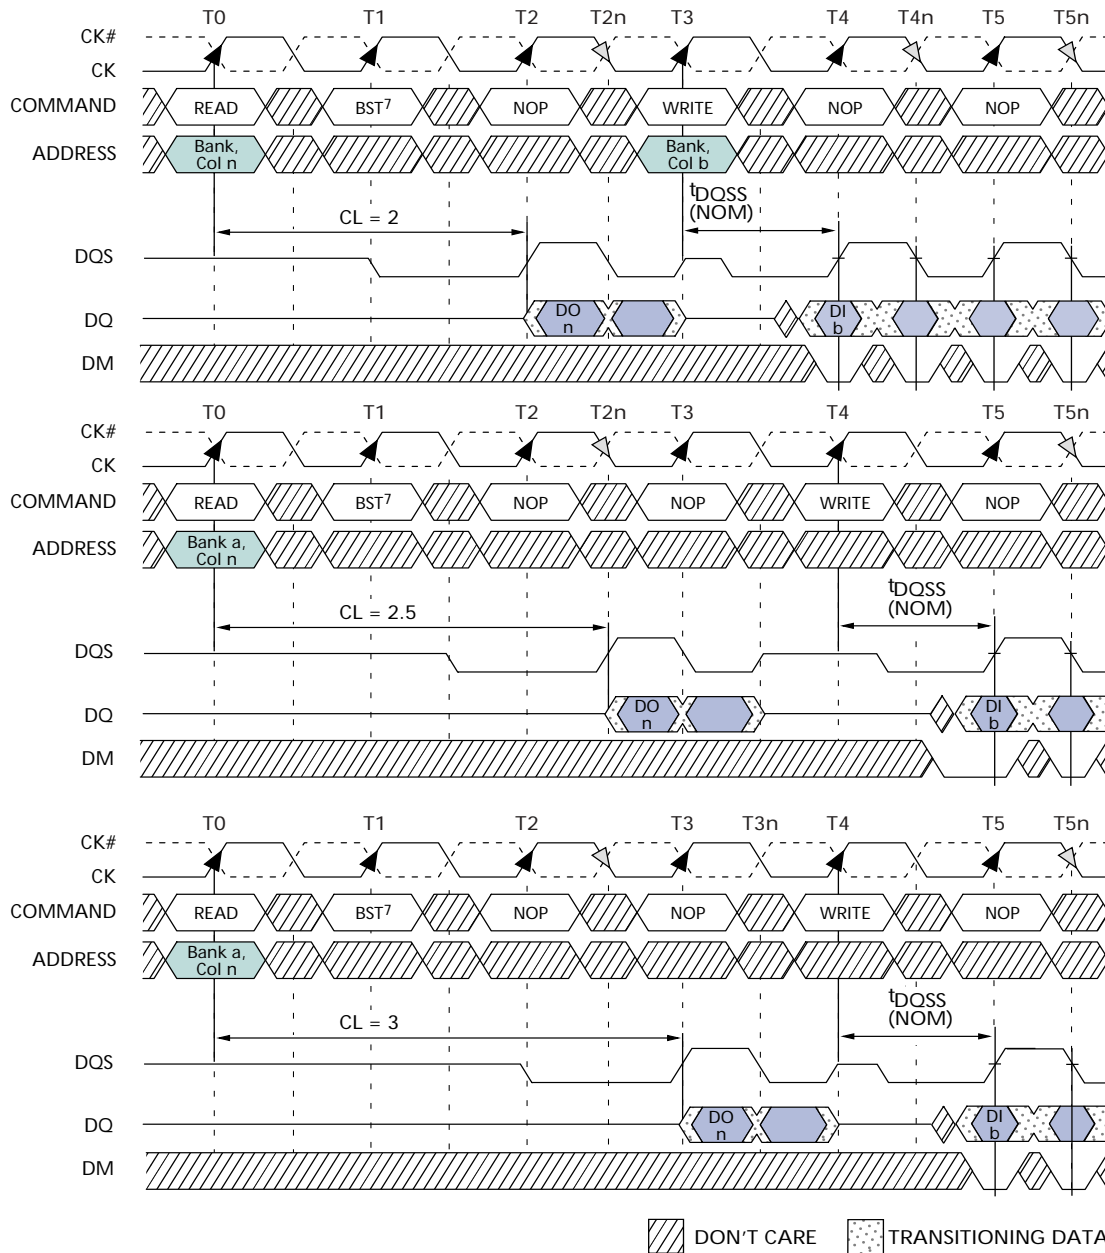 T0 T1 T2 T2n T3 T4 T4n T5 T5n
CK#
CK
COMMAND READ BST7 NOP WRITE NOP NOP
ADDRESS Bank, Col n Bank, Col b
CL = 2 tDQSS (NOM)
DQS
DQ DO n DI b
DM
T0 T1 T2 T2n T3 T4 T5 T5n
CK#
CK
COMMAND READ BST7 NOP NOP WRITE NOP
ADDRESS Bank a, Col n
CL = 2.5 tDQSS (NOM)
DQS
DQ DO n DI b
DM
T0 T1 T2 T3 T3n T4 T5 T5n
CK#
CK
COMMAND READ BST7 NOP NOP WRITE NOP
ADDRESS Bank a, Col n
CL = 3 tDQSS (NOM)
DQS
DQ DO n DI b
DM
DON'T CARE TRANSITIONING DATA